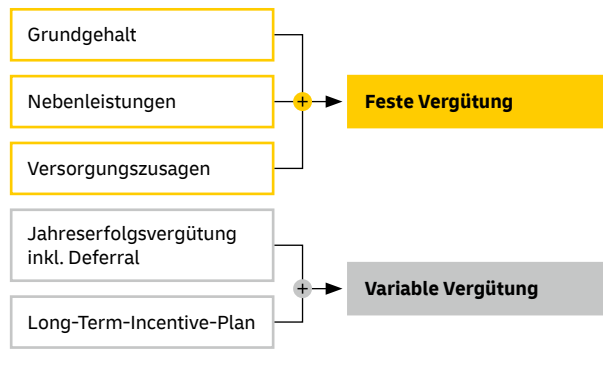 Grundgehalt
Nebenleistungen
+
Feste Vergütung
Versorgungszusagen
Jahreserfolgsvergütung
inkl. Deferral
+
Variable Vergütung
Long-Term-Incentive-Plan